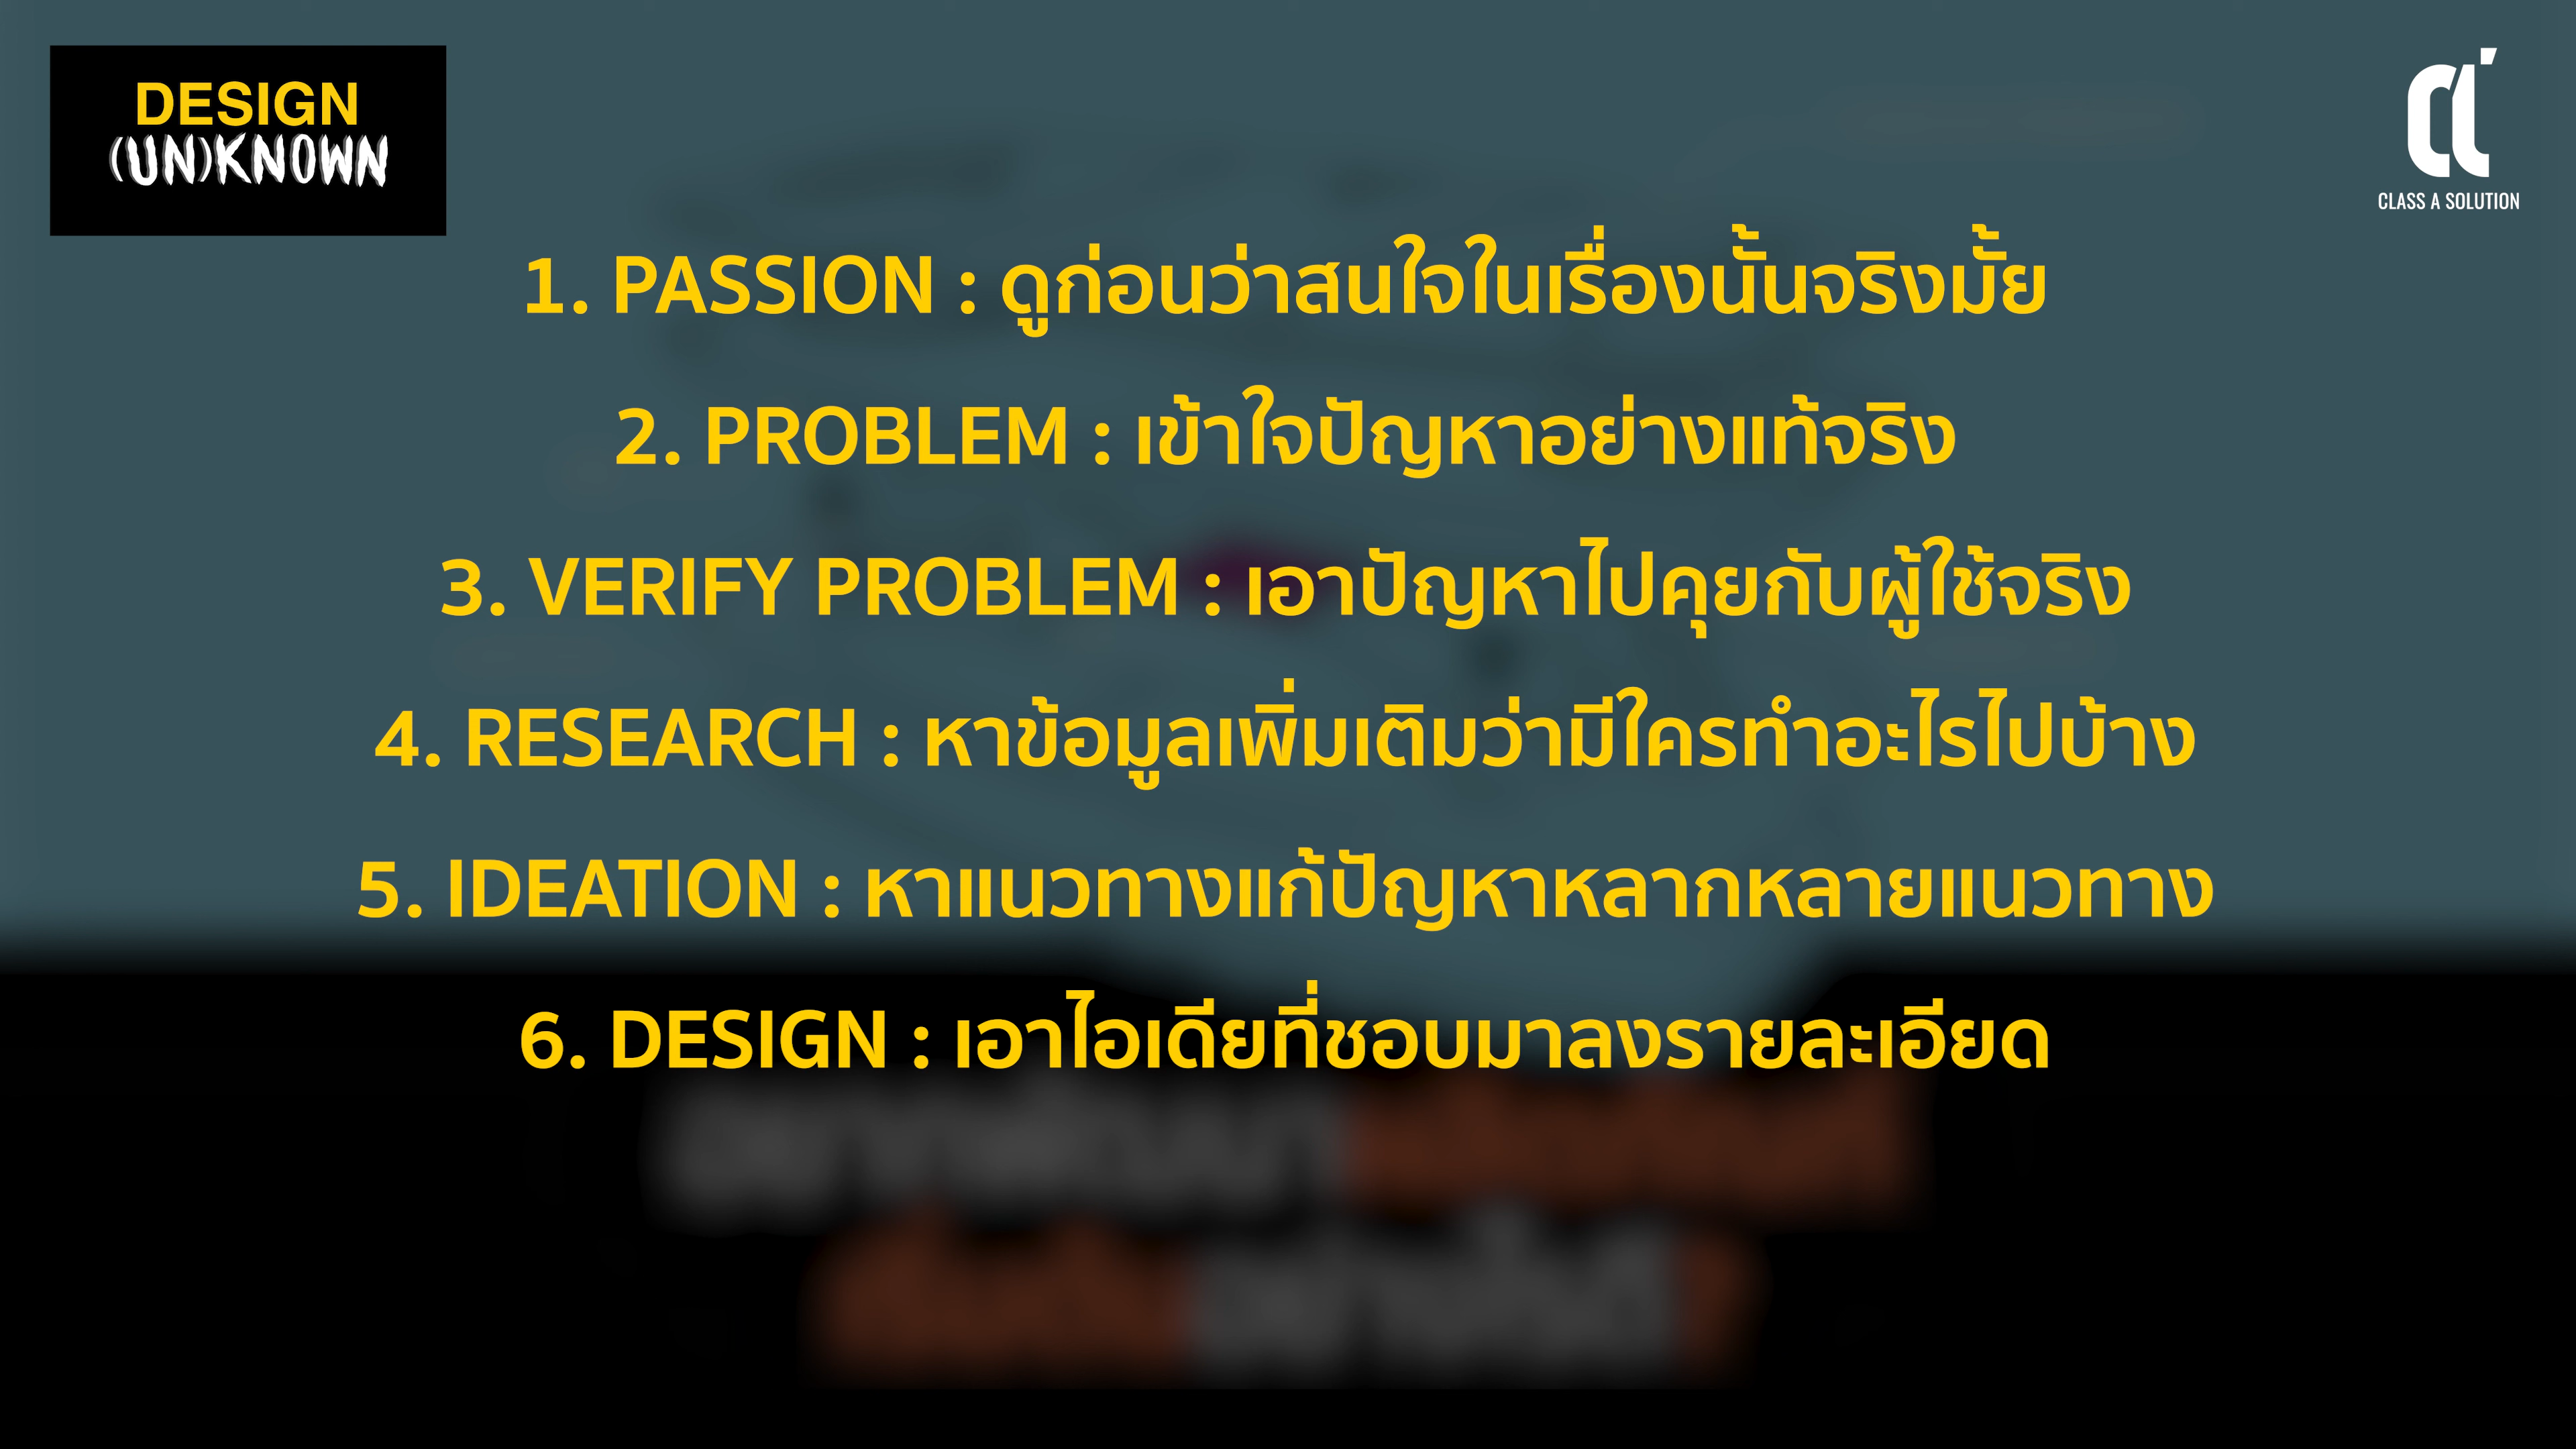 DESIGN
(UN)KNOWN
CLASS A SOLUTION
1. PASSION : ดูก่อนว่าสนใจในเรื่องนั้นจริงมั้ย
2. PROBLEM : เข้าใจปัญหาอย่างแท้จริง
3. VERIFY PROBLEM : เอาปัญหาไปคุยกับผู้ใช้จริง
4. RESEARCH : หาข้อมูลเพิ่มเติมว่ามีใครทำอะไรไปบ้าง
5. IDEATION : หาแนวทางแก้ปัญหาหลากหลายแนวทาง
6. DESIGN : เอาไอเดียที่ชอบมาลงรายละเอียด